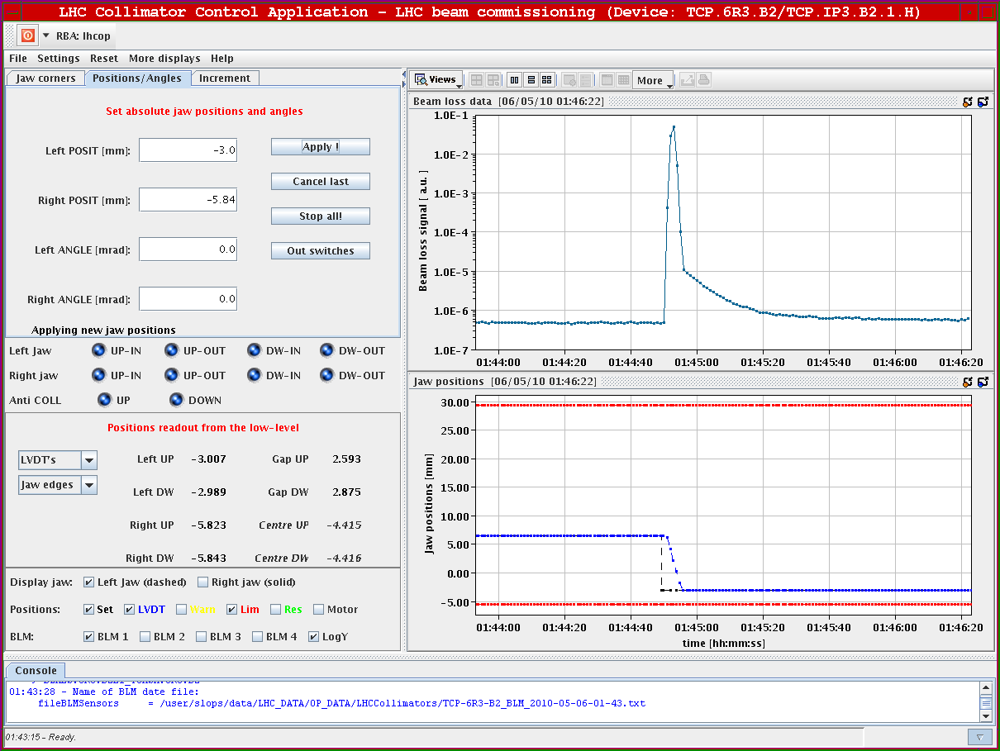 LHC Collimator Control Application - LHC beam commissioning (Device: TCP.6R3.B2/TCP.IP3.B2.1.H)
RBA: lhcop
File Settings Reset More displays Help
Jaw corners Positions/Angles Increment
Set absolute jaw positions and angles
Left POSIT [mm]: -3.0 Apply !
Cancel last
Right POSIT [mm]: -5.84
Stop all!
Left ANGLE [mrad]: 0.0 Out switches
Right ANGLE [mrad]: 0.0
Applying new jaw positions
Left Jaw UP-IN UP-OUT DW-IN DW-OUT
Right jaw UP-IN UP-OUT DW-IN DW-OUT
Anti COLL UP DOWN
Positions readout from the low-level
LVDT's Left UP -3.007 Gap UP 2.593
Jaw edges Left DW -2.989 Gap DW 2.875
Right UP -5.823 Centre UP -4.415
Right DW -5.843 Centre DW -4.416
Display jaw: Left Jaw (dashed) Right jaw (solid)
Positions: Set LVDT Warn Lim Res Motor
BLM: BLM 1 BLM 2 BLM 3 BLM 4 LogY
Views More
Beam loss data [06/05/10 01:46:22]
Beam loss signal [ a.u. ]
1.0E-1
1.0E-2
1.0E-3
1.0E-4
1.0E-5
1.0E-6
1.0E-7
01:44:00 01:44:20 01:44:40 01:45:00 01:45:20 01:45:40 01:46:00 01:46:20
Jaw positions [06/05/10 01:46:22]
Jaw positions [mm]
30.00
25.00
20.00
15.00
10.00
5.00
0.00
-5.00
01:44:00 01:44:20 01:44:40 01:45:00 01:45:20 01:45:40 01:46:00 01:46:20
time [hh:mm:ss]
Console
01:43:28 - Name of BLM date file:
fileBLMSensors = /user/slops/data/LHC_DATA/OP_DATA/LHCCollimators/TCP-6R3-B2_BLM_2010-05-06-01-43.txt
01:43:15 - Ready.